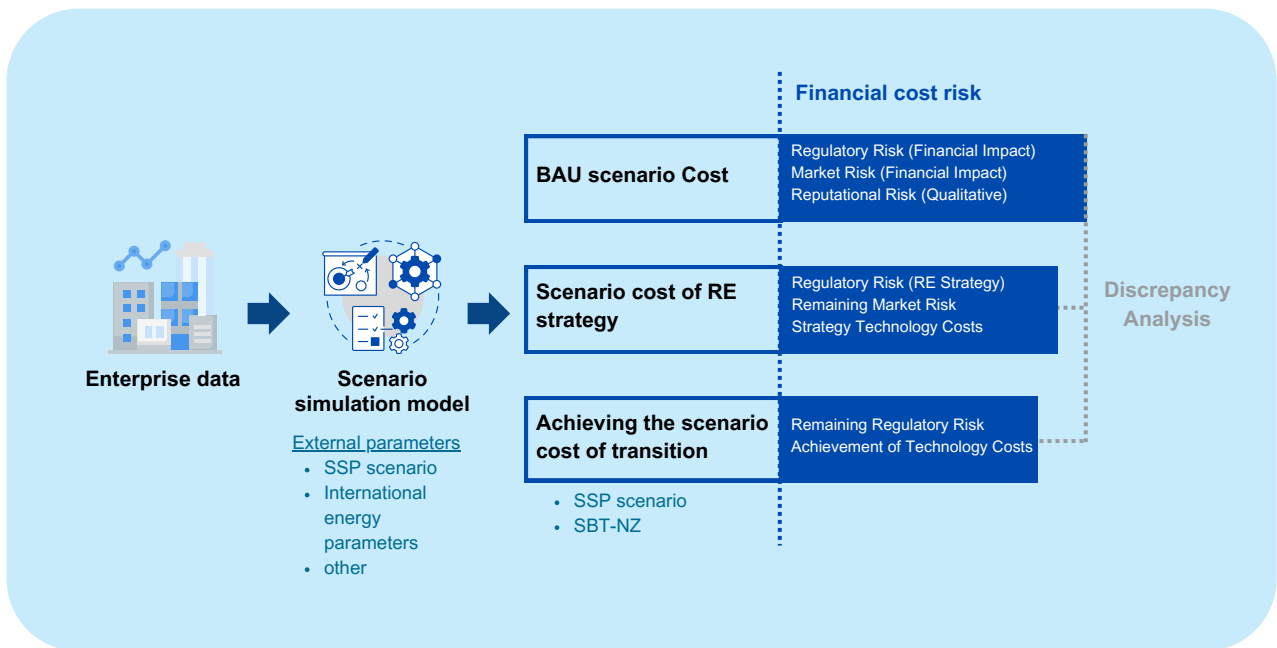 Financial cost risk
BAU scenario Cost
Regulatory Risk (Financial Impact)
Market Risk (Financial Impact)
Reputational Risk (Qualitative)
Scenario cost of RE
strategy
Regulatory Risk (RE Strategy)
Remaining Market Risk
Strategy Technology Costs
Discrepancy
Analysis
Enterprise data
Scenario
simulation model
External parameters
• SSP scenario
• International
energy
parameters
• other
Achieving the scenario
cost of transition
Remaining Regulatory Risk
Achievement of Technology Costs
• SSP scenario
• SBT-NZ